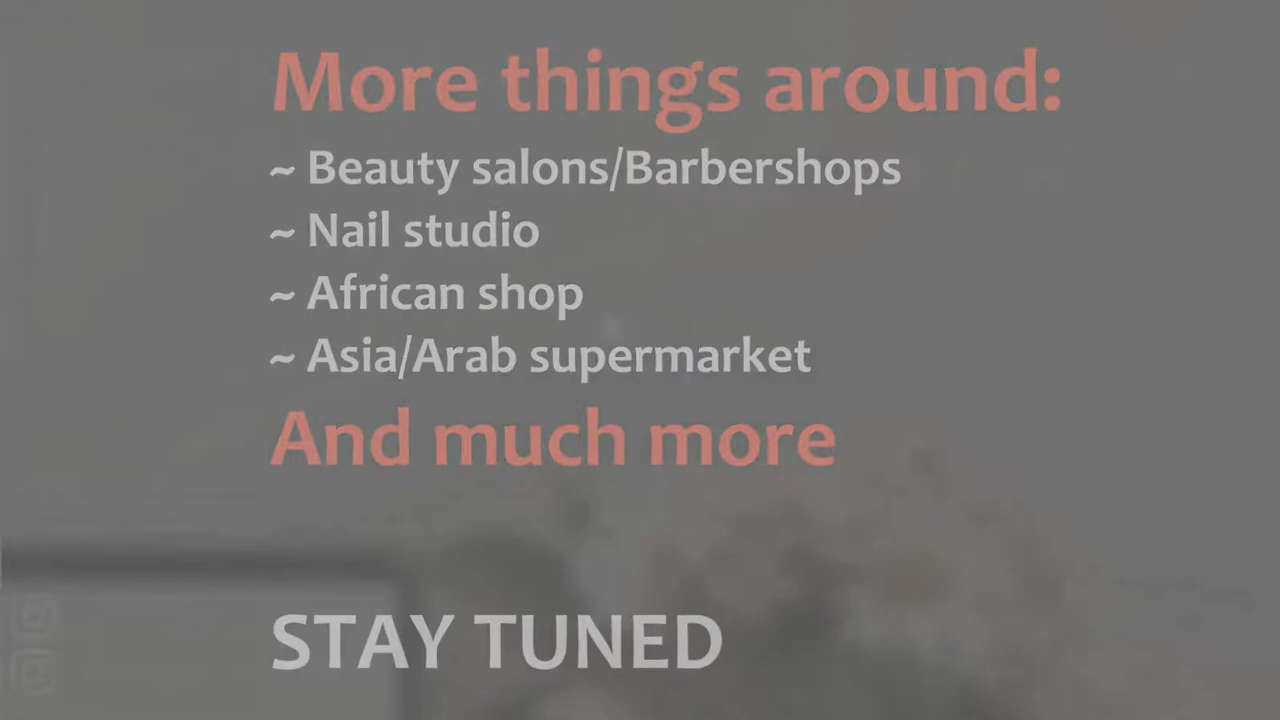 More things around:
~ Beauty salons/Barbershops
~ Nail studio
~ African shop
~ Asia/Arab supermarket
And much more
STAY TUNED